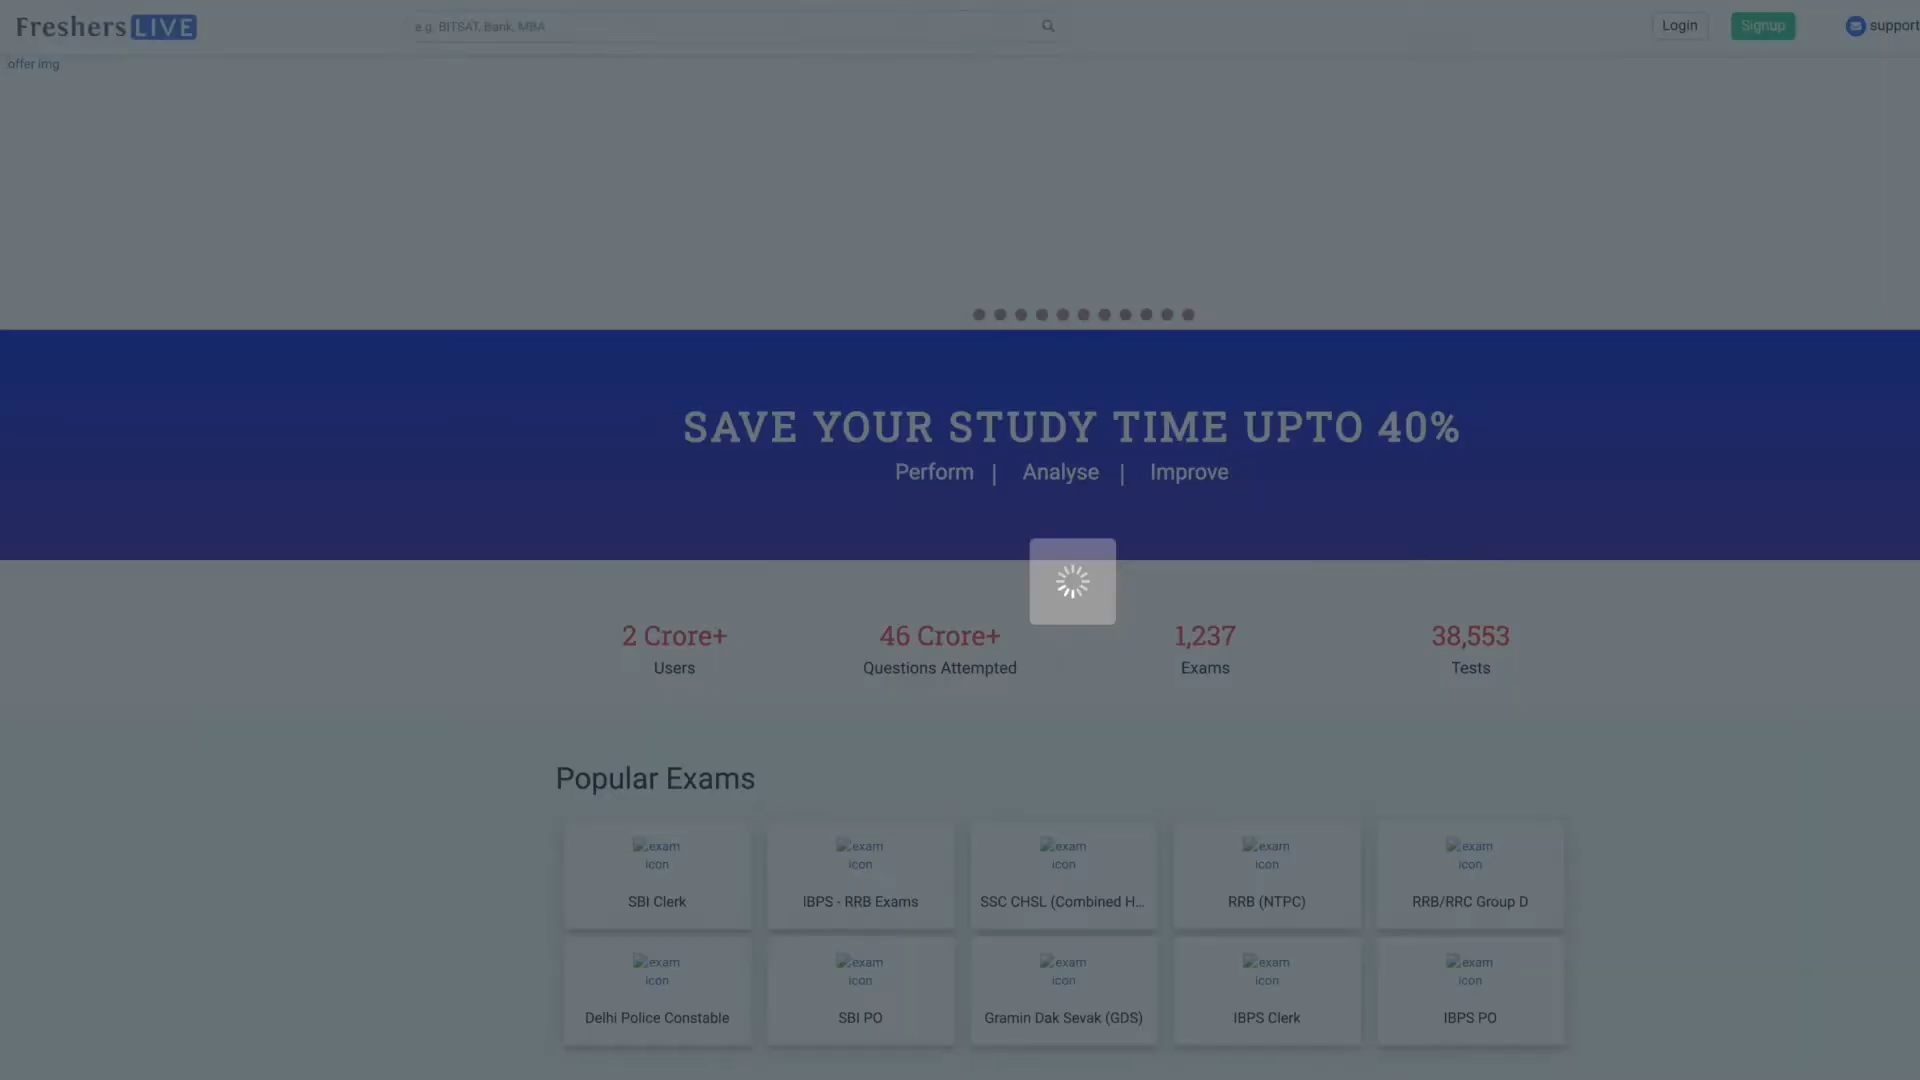 FreshersLIVE
e.g. BITSAT, Bank, MBA
Login
Signup
support
offer img
SAVE YOUR STUDY TIME UPTO 40%
Perform | Analyse | Improve
2 Crore+
Users
46 Crore+
Questions Attempted
1,237
Exams
38,553
Tests
Popular Exams
exam
icon
SBI Clerk
exam
icon
IBPS - RRB Exams
exam
icon
SSC CHSL (Combined H...
exam
icon
RRB (NTPC)
exam
icon
RRB/RRC Group D
exam
icon
Delhi Police Constable
exam
icon
SBI PO
exam
icon
Gramin Dak Sevak (GDS)
exam
icon
IBPS Clerk
exam
icon
IBPS PO